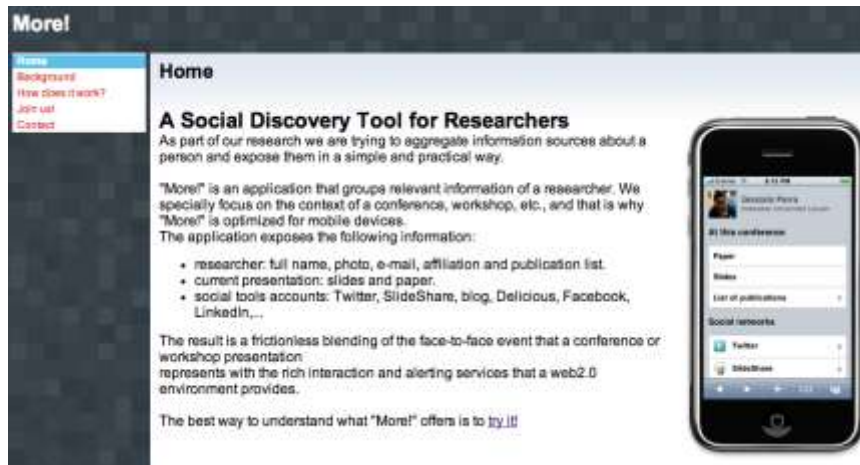 More!
Home
Background
How does it work?
Join us!
Contact
Home
A Social Discovery Tool for Researchers
As part of our research we are trying to aggregate information sources about a
person and expose them in a simple and practical way.
"More!" is an application that groups relevant information of a researcher. We
specially focus on the context of a conference, workshop, etc., and that is why
"More!" is optimized for mobile devices.
The application exposes the following information:
• researcher: full name, photo, e-mail, affiliation and publication list.
• current presentation: slides and paper.
• social tools accounts: Twitter, SlideShare, blog, Delicious, Facebook,
LinkedIn,...
The result is a frictionless blending of the face-to-face event that a conference or
workshop presentation
represents with the rich interaction and alerting services that a web2.0
environment provides.
The best way to understand what "More!" offers is to try it!
At this conference
Paper
Slides
List of publications
Social networks
Twitter
SlideShare